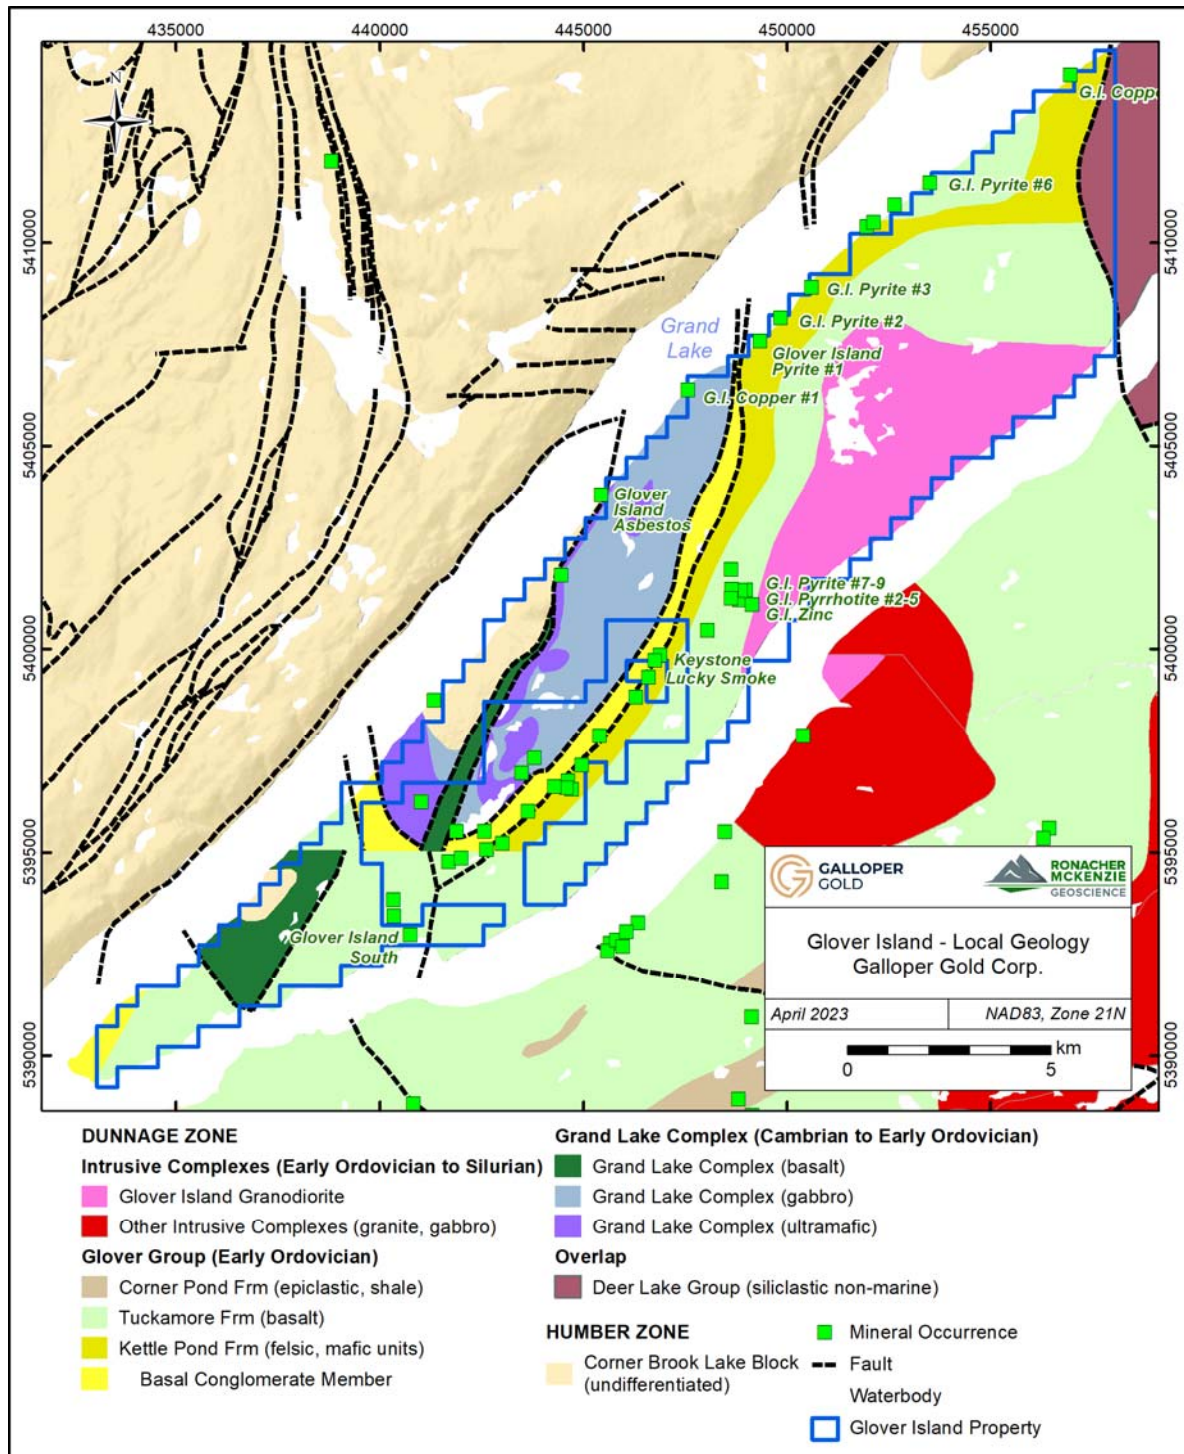 435000
440000
445000
450000
455000
N
5410000
5405000
5400000
5395000
5390000
5410000
5405000
5400000
5395000
5390000
G.I. Coppe
G.I. Pyrite #6
G.I. Pyrite #3
G.I. Pyrite #2
Grand
Lake
Glover Island
Pyrite #1
G.I. Copper #1
Glover
Island
Asbestos
G.I. Pyrite #7-9
G.I. Pyrrhotite #2-5
G.I. Zinc
Keystone
Lucky Smoke
Glover Island
South
GALLOPER
GOLD
RONACHER
MCKENZIE
GEOSCIENCE
Glover Island - Local Geology
Galloper Gold Corp.
April 2023
NAD83, Zone 21N
km
0
5
DUNNAGE ZONE
Intrusive Complexes (Early Ordovician to Silurian)
Glover Island Granodiorite
Other Intrusive Complexes (granite, gabbro)
Glover Group (Early Ordovician)
Corner Pond Frm (epiclastic, shale)
Tuckamore Frm (basalt)
Kettle Pond Frm (felsic, mafic units)
Basal Conglomerate Member
Grand Lake Complex (Cambrian to Early Ordovician)
Grand Lake Complex (basalt)
Grand Lake Complex (gabbro)
Grand Lake Complex (ultramafic)
Overlap
Deer Lake Group (siliclastic non-marine)
HUMBER ZONE
Corner Brook Lake Block
(undifferentiated)
Mineral Occurrence
Fault
Waterbody
Glover Island Property